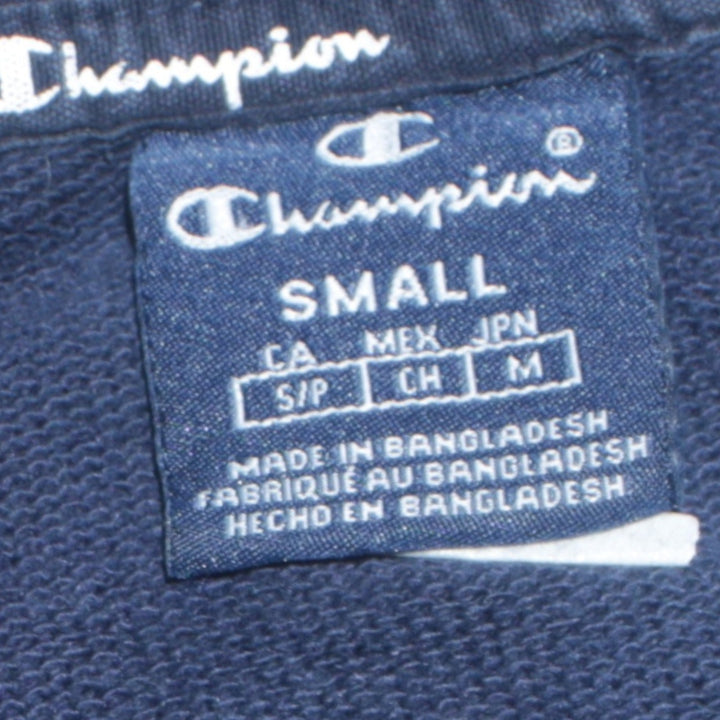 Champion
Champion®
SMALL
CA MEX JPN
S/P CH M
MADE IN BANGLADESH
FABRIQUÉ AU BANGLADESH
HECHO EN BANGLADESH